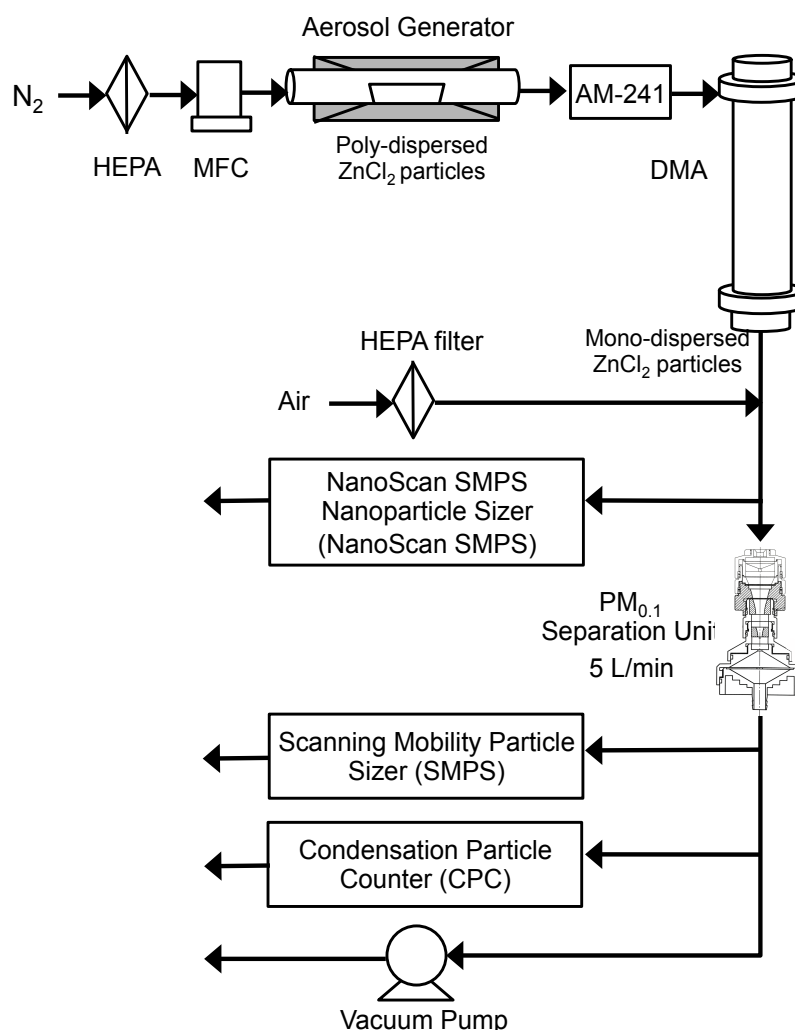 Aerosol Generator
N₂
HEPA
MFC
AM-241
Poly-dispersed
ZnCl₂ particles
DMA
Mono-dispersed
ZnCl₂ particles
HEPA filter
Air
NanoScan SMPS
Nanoparticle Sizer
(NanoScan SMPS)
PM₀.₁
Separation Unit
5 L/min
Scanning Mobility Particle
Sizer (SMPS)
Condensation Particle
Counter (CPC)
Vacuum Pump